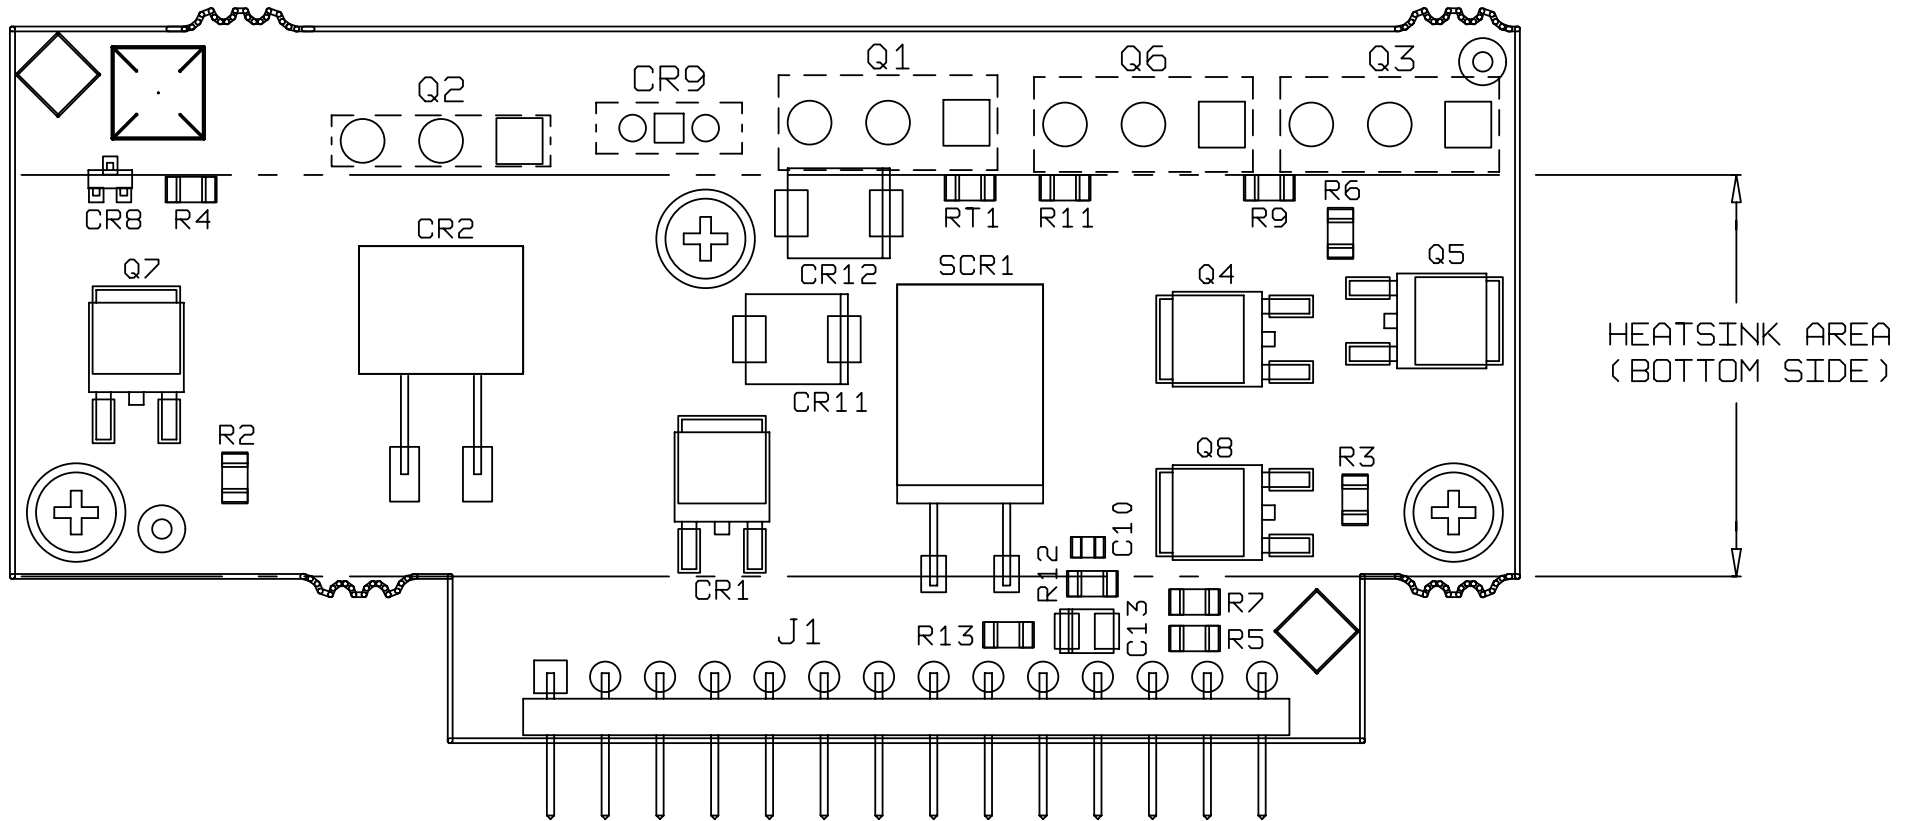 Q1
Q6
Q3
CR9
Q2
R6
CR8
R4
RT1
R11
R9
CR2
Q7
CR12
SCR1
Q4
Q5
HEATSINK AREA
(BOTTOM SIDE)
CR11
R2
Q8
R3
C10
R12
CR1
R7
J1
R13
C13
R5